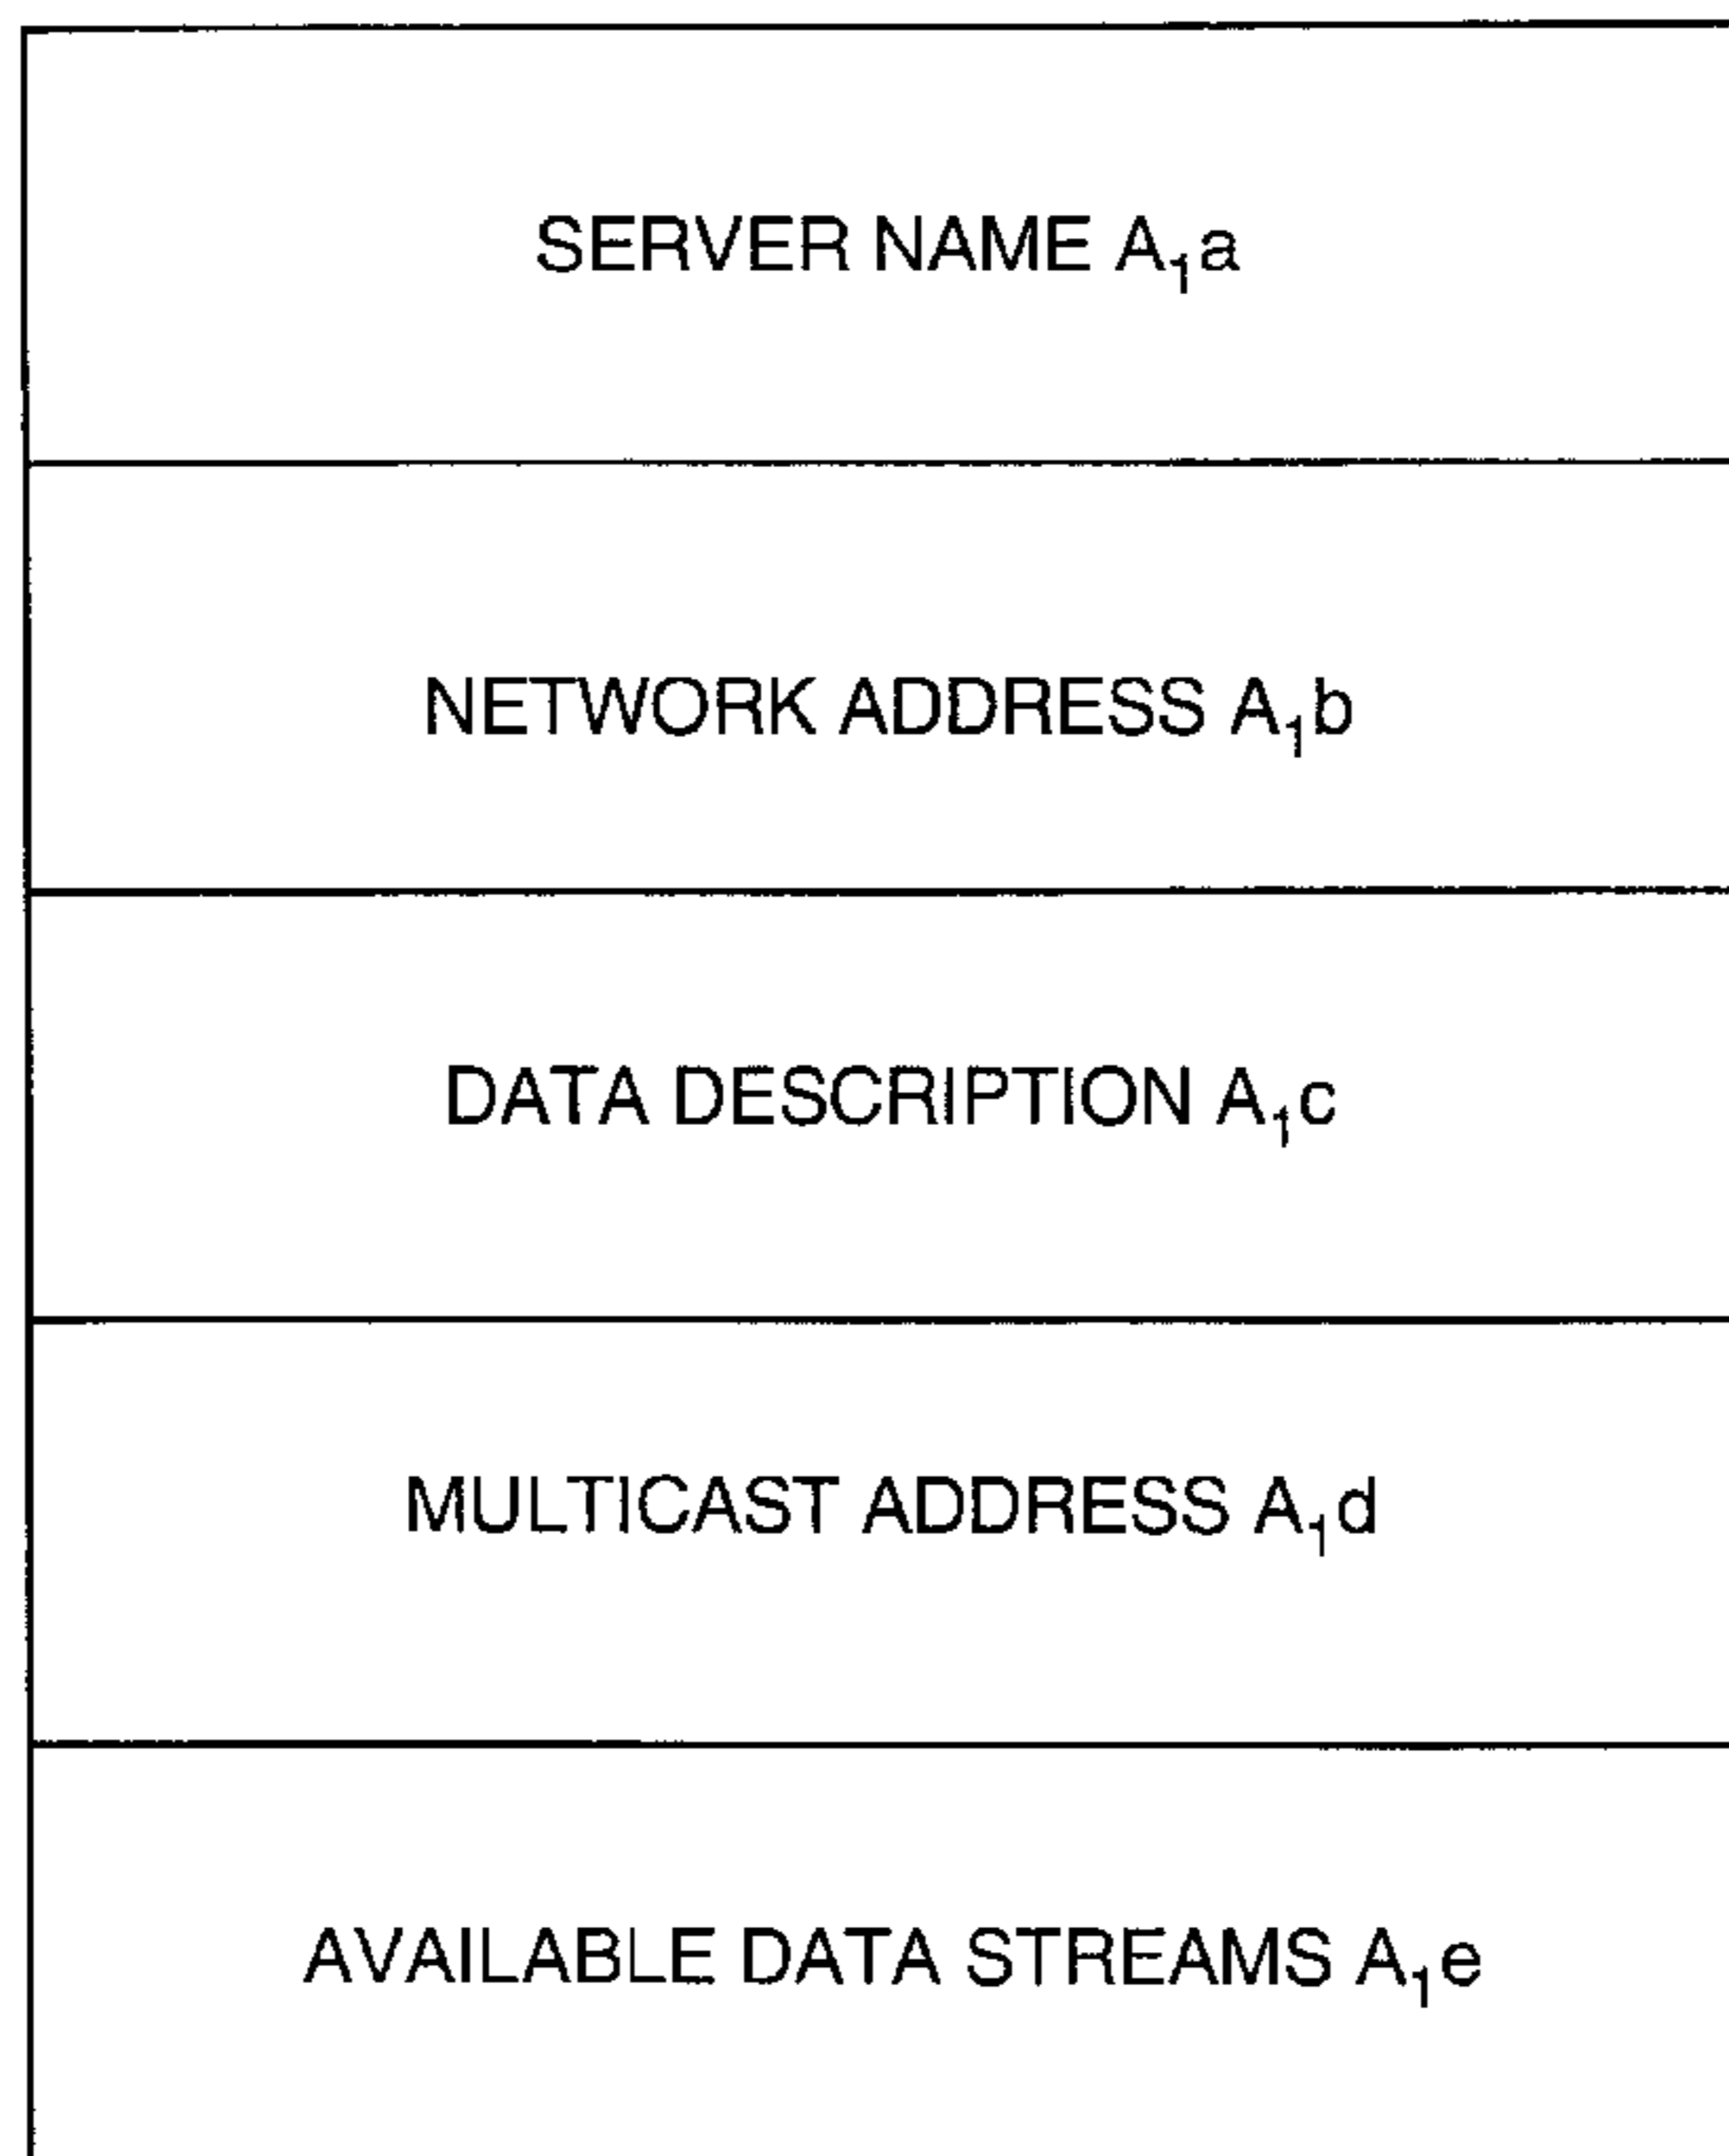 SERVER NAME A₁a
NETWORK ADDRESS A₁b
DATA DESCRIPTION A₁c
MULTICAST ADDRESS A₁d
AVAILABLE DATA STREAMS A₁e